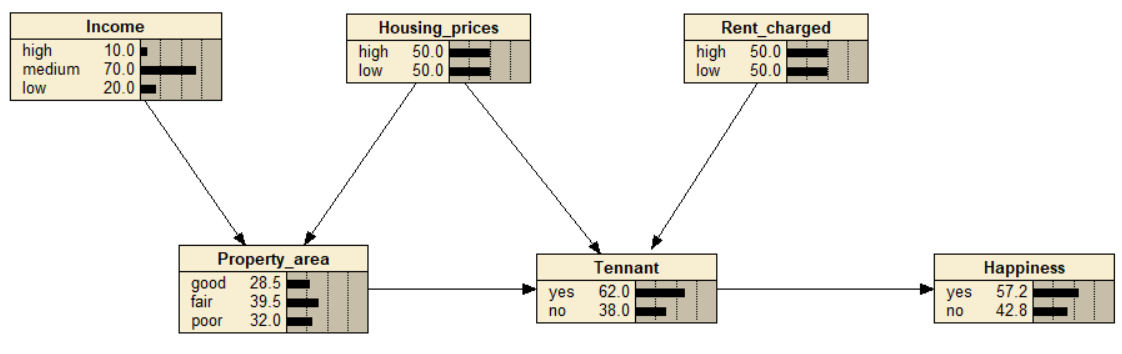 Income
high 10.0
medium 70.0
low 20.0
Housing_prices
high 50.0
low 50.0
Rent_charged
high 50.0
low 50.0
Property_area
good 28.5
fair 39.5
poor 32.0
Tennant
yes 62.0
no 38.0
Happiness
yes 57.2
no 42.8